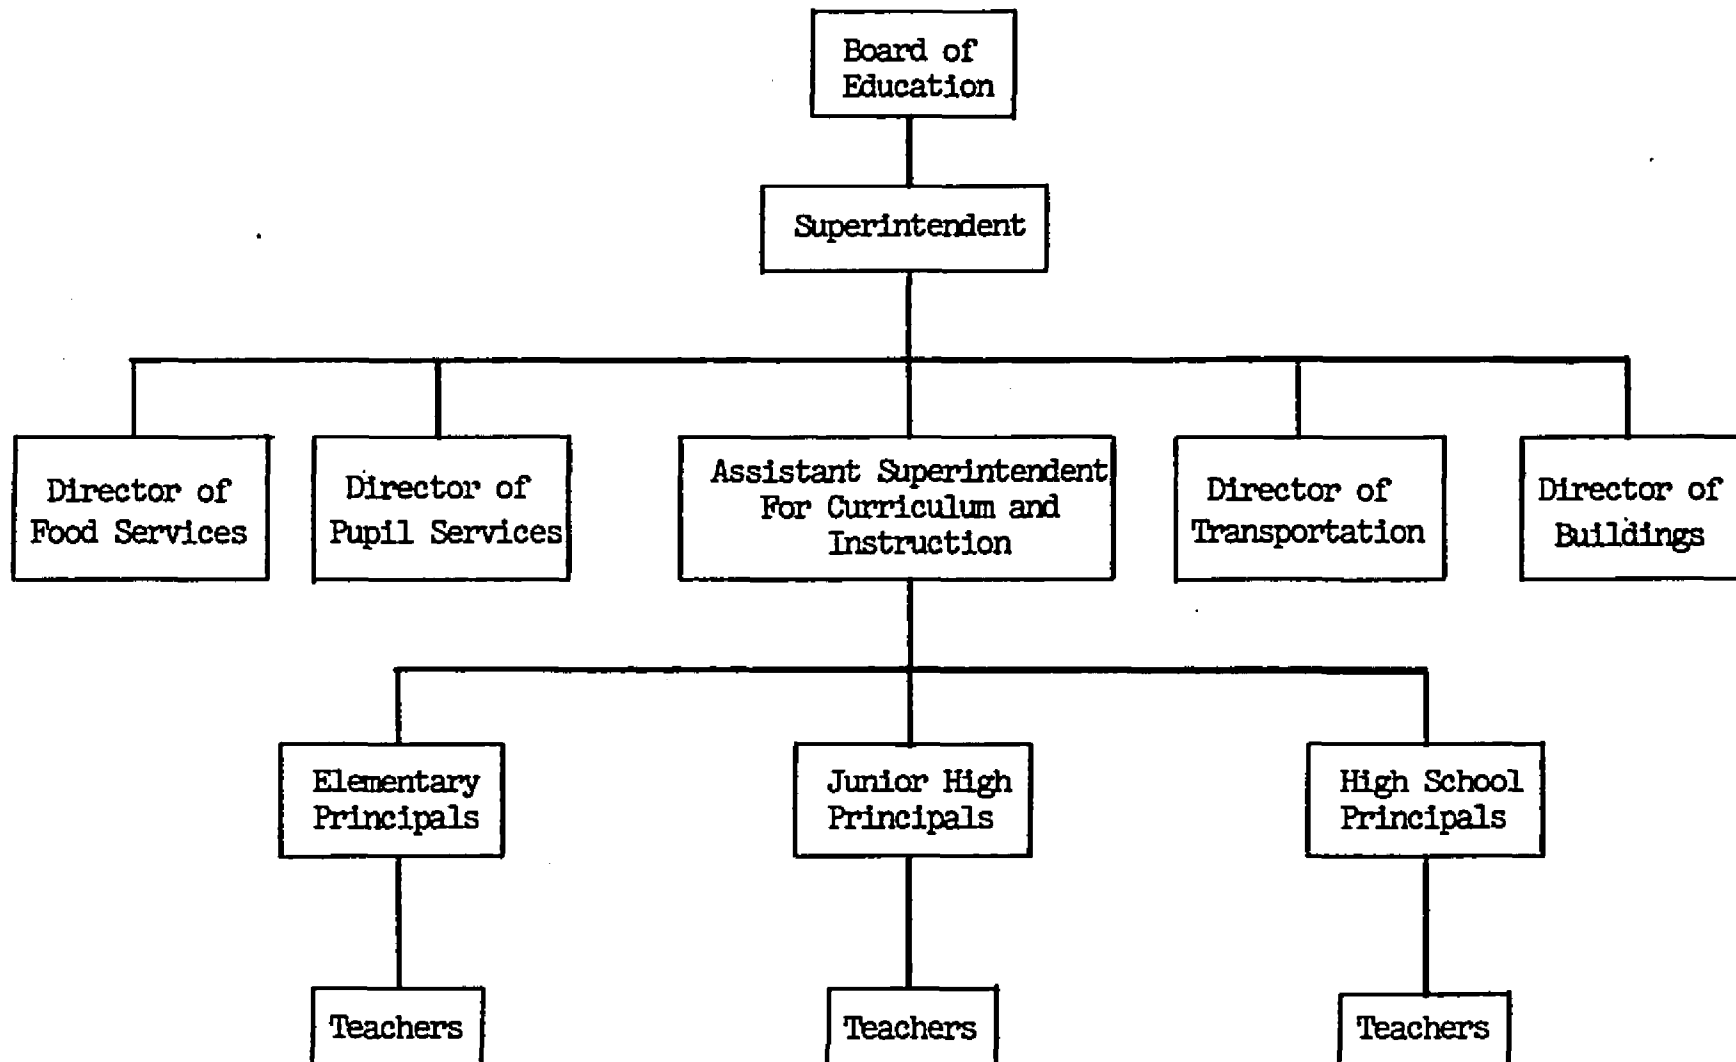 Board of
Education
Superintendent
Director of
Food Services
Director of
Pupil Services
Assistant Superintendent
For Curriculum and
Instruction
Director of
Transportation
Director of
Buildings
Elementary
Principals
Junior High
Principals
High School
Principals
Teachers
Teachers
Teachers